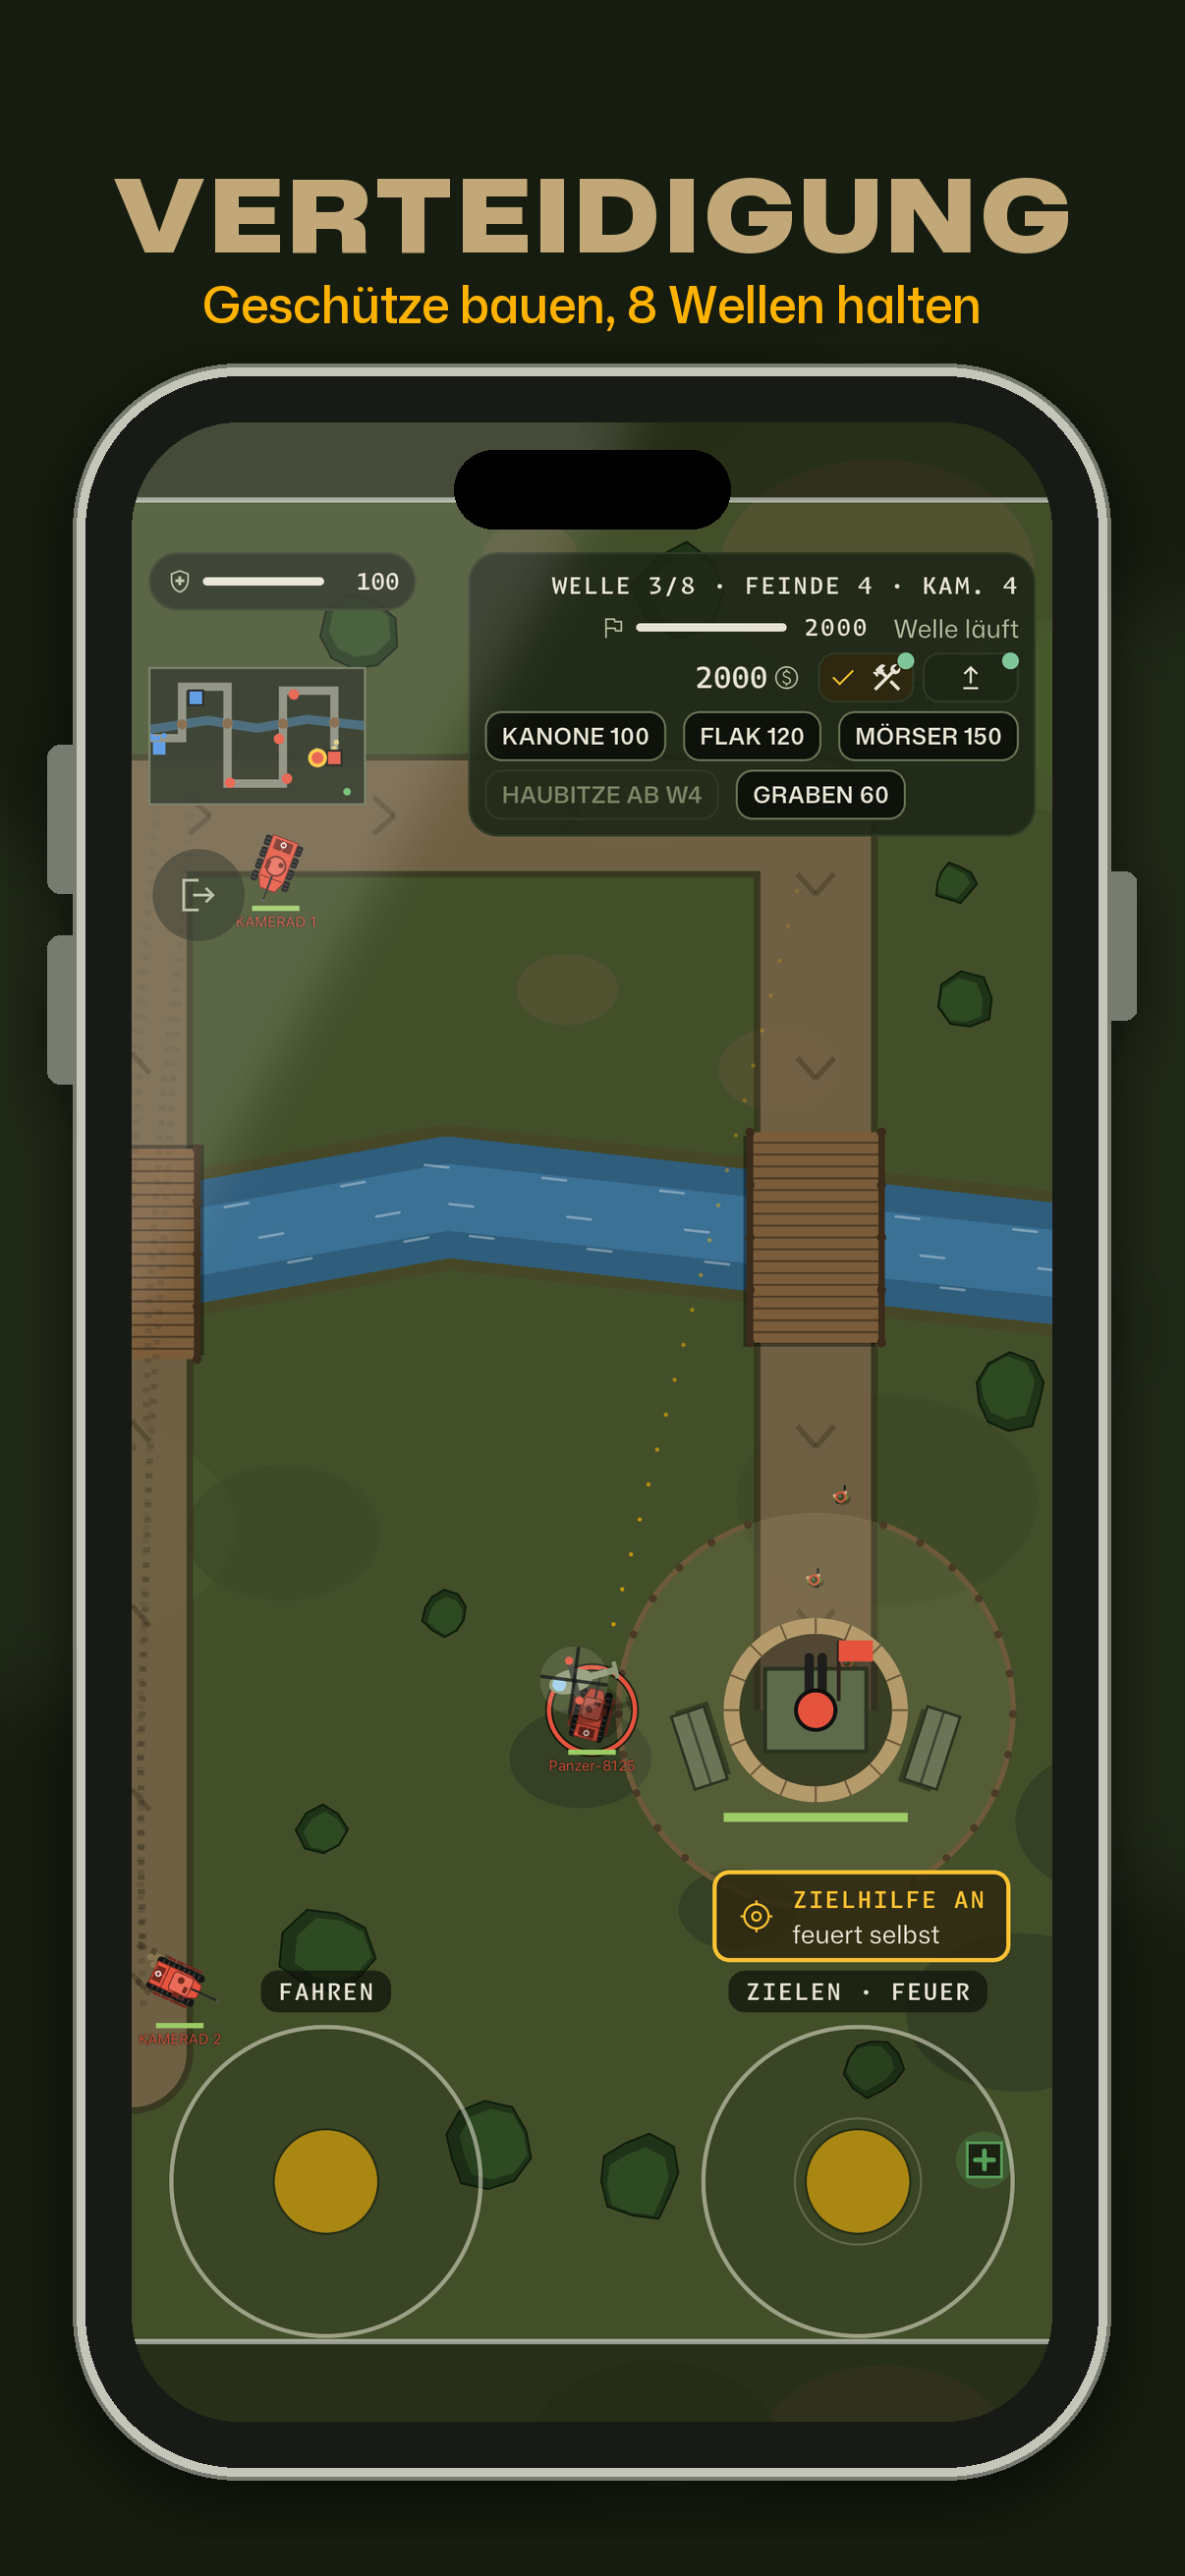 VERTEIDIGUNG
Geschütze bauen, 8 Wellen halten
100
WELLE 3/8 · FEINDE 4 · KAM. 4
2000 Welle läuft
2000
KANONE 100 FLAK 120 MÖRSER 150
HAUBITZE AB W4 GRABEN 60
KAMERAD 1
Panzer-8125
ZIELHILFE AN
feuert selbst
FAHREN
ZIELEN · FEUER
KAMERAD 2